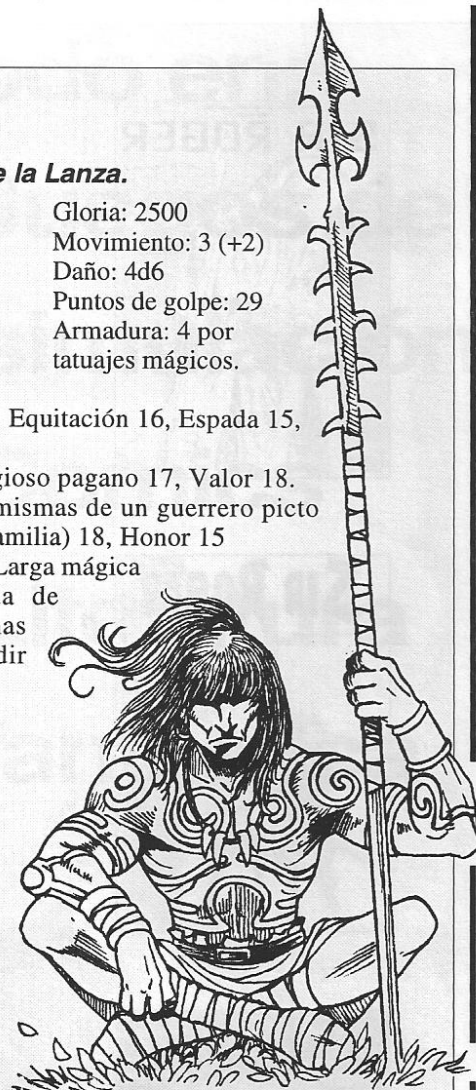 e la Lanza.
Gloria: 2500
Movimiento: 3 (+2)
Daño: 4d6
Puntos de golpe: 29
Armadura: 4 por
tatuajes mágicos.
Equitación 16, Espada 15,
gioso pagano 17, Valor 18.
mismas de un guerrero picto
amilia) 18, Honor 15
Larga mágica
a de
nas
dir